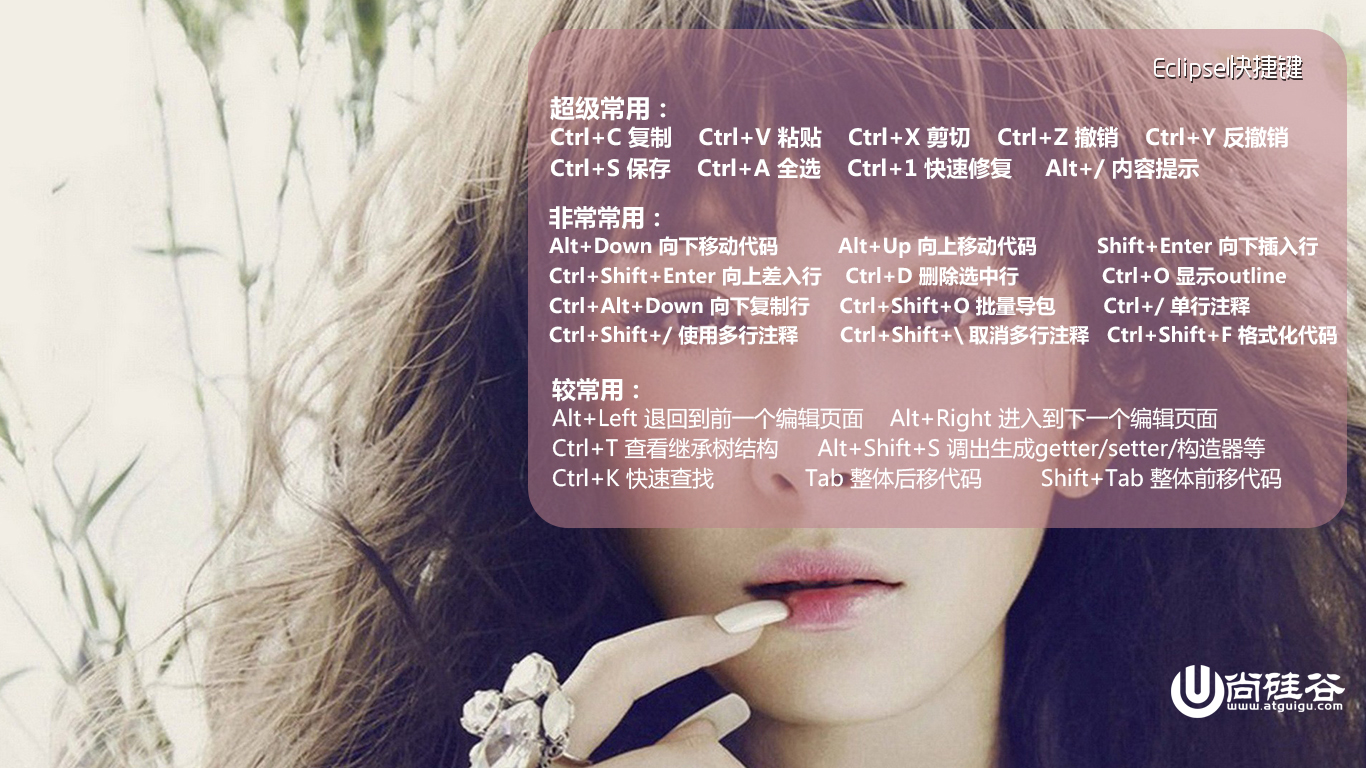 Eclipse快捷键
超级常用：
Ctrl+C 复制 Ctrl+V 粘贴 Ctrl+X 剪切 Ctrl+Z 撤销 Ctrl+Y 反撤销
Ctrl+S 保存 Ctrl+A 全选 Ctrl+1 快速修复 Alt+/ 内容提示
非常常用：
Alt+Down 向下移动代码 Alt+Up 向上移动代码 Shift+Enter 向下插入行
Ctrl+Shift+Enter 向上差入行 Ctrl+D 删除选中行 Ctrl+O 显示outline
Ctrl+Alt+Down 向下复制行 Ctrl+Shift+O 批量导包 Ctrl+/ 单行注释
Ctrl+Shift+/ 使用多行注释 Ctrl+Shift+\ 取消多行注释 Ctrl+Shift+F 格式化代码
较常用：
Alt+Left 退回到前一个编辑页面 Alt+Right 进入到下一个编辑页面
Ctrl+T 查看继承树结构 Alt+Shift+S 调出生成getter/setter/构造器等
Ctrl+K 快速查找 Tab 整体后移代码 Shift+Tab 整体前移代码
尚硅谷
www.atguigu.com